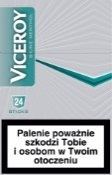 VICEROY
24
Palenie poważnie
szkodzi Tobie
i osobom w Twoim
otoczeniu